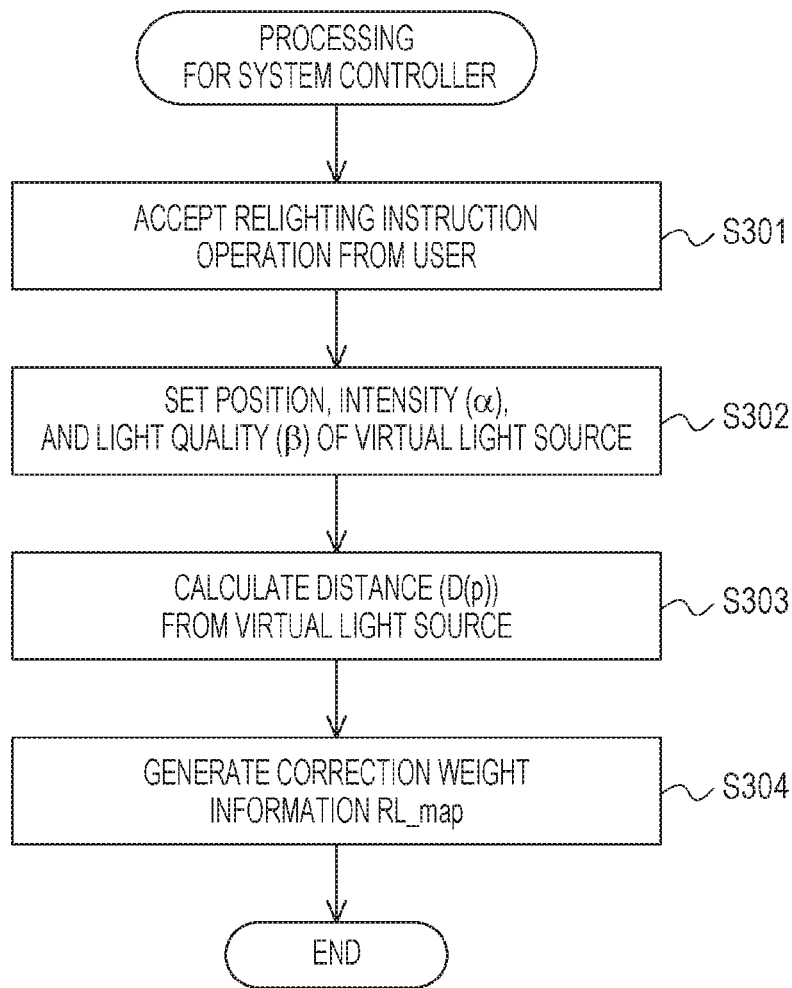 PROCESSING
FOR SYSTEM CONTROLLER
ACCEPT RELIGHTING INSTRUCTION
OPERATION FROM USER
S301
SET POSITION, INTENSITY (α),
AND LIGHT QUALITY (β) OF VIRTUAL LIGHT SOURCE
S302
CALCULATE DISTANCE (D(p))
FROM VIRTUAL LIGHT SOURCE
S303
GENERATE CORRECTION WEIGHT
INFORMATION RL_map
S304
END